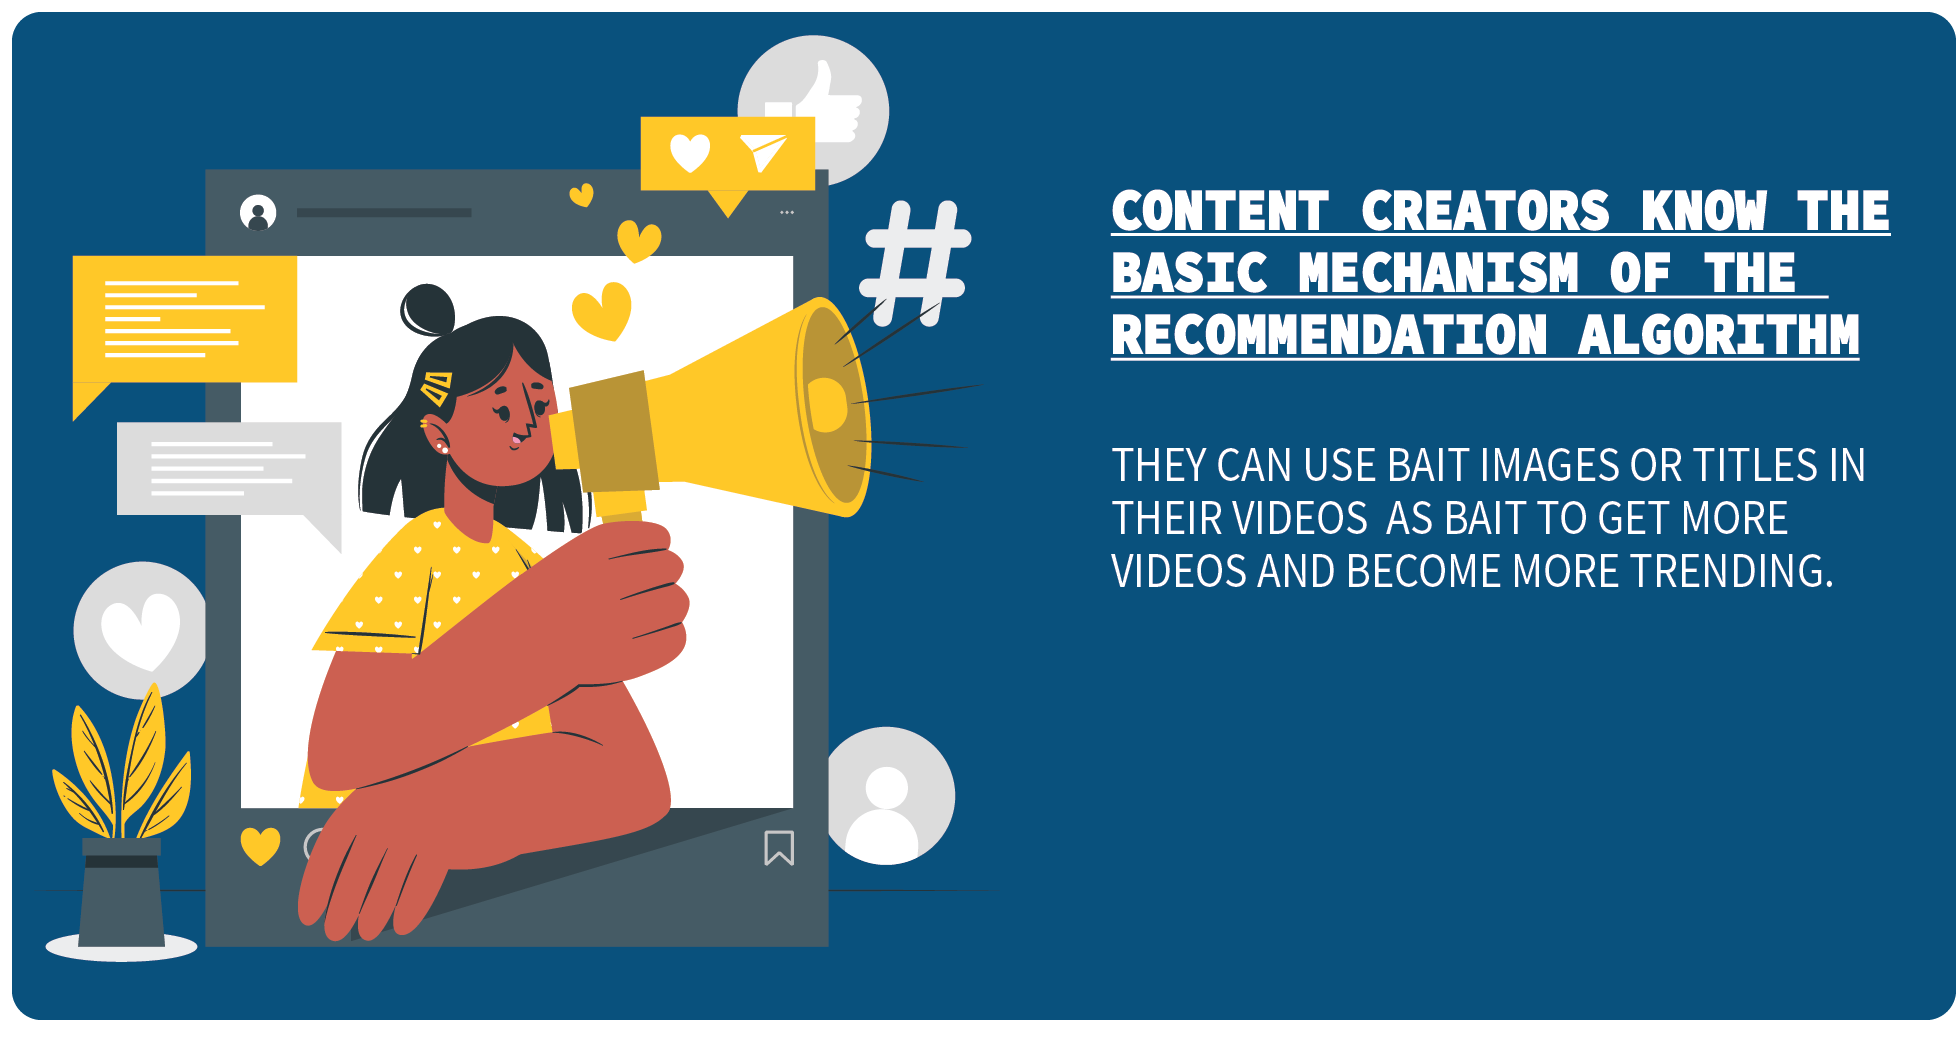 CONTENT CREATORS KNOW THE
BASIC MECHANISM OF THE
RECOMMENDATION ALGORITHM
THEY CAN USE BAIT IMAGES OR TITLES IN
THEIR VIDEOS  AS BAIT TO GET MORE
VIDEOS AND BECOME MORE TRENDING.